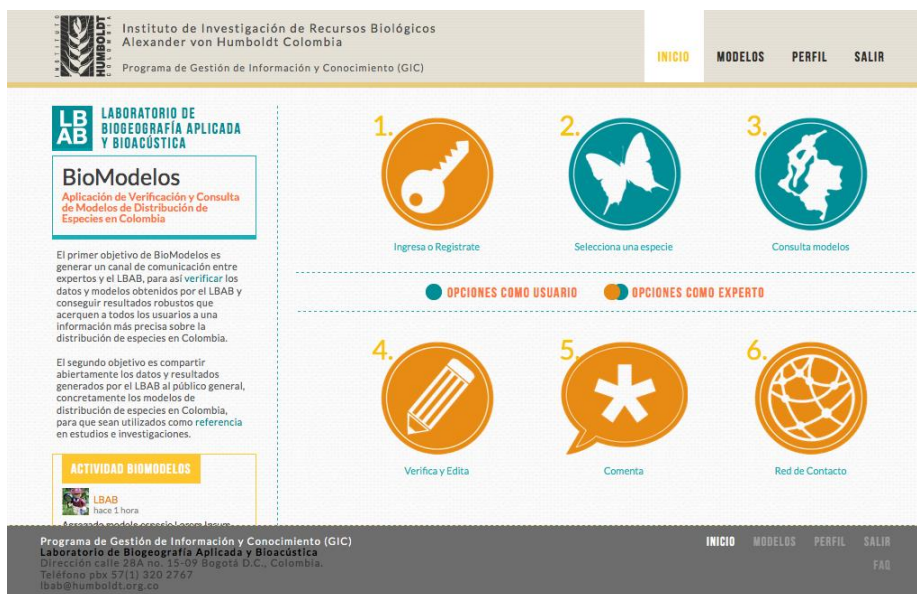 INSTITUTO
HUMBOLDT
COLOMBIA
Instituto de Investigación de Recursos Biológicos
Alexander von Humboldt Colombia
Programa de Gestión de Información y Conocimiento (GIC)
INICIO
MODELOS
PERFIL
SALIR
LB
AB
LABORATORIO DE
BIOGEOGRAFÍA APLICADA
Y BIOACÚSTICA
BioModelos
Aplicación de Verificación y Consulta
de Modelos de Distribución de
Especies en Colombia
El primer objetivo de BioModelos es
generar un canal de comunicación entre
expertos y el LBAB, para así verificar los
datos y modelos obtenidos por el LBAB y
conseguir resultados robustos que
acerquen a todos los usuarios a una
información más precisa sobre la
distribución de especies en Colombia.
El segundo objetivo es compartir
abiertamente los datos y resultados
generados por el LBAB al público general,
concretamente los modelos de
distribución de especies en Colombia,
para que sean utilizados como referencia
en estudios e investigaciones.
ACTIVIDAD BIOMODELOS
LBAB
hace 1 hora
Agregado modelo especie Lorem Ipsum
1.
Ingresa o Registrate
2.
Selecciona una especie
3.
Consulta modelos
OPCIONES COMO USUARIO
OPCIONES COMO EXPERTO
4.
Verifica y Edita
5.
Comenta
6.
Red de Contacto
Programa de Gestión de Información y Conocimiento (GIC)
Laboratorio de Biogeografía Aplicada y Bioacústica
Dirección calle 28A no. 15-09 Bogotá D.C., Colombia.
Teléfono pbx 57(1) 320 2767
lbab@humboldt.org.co
INICIO
MODELOS
PERFIL
SALIR
FAQ